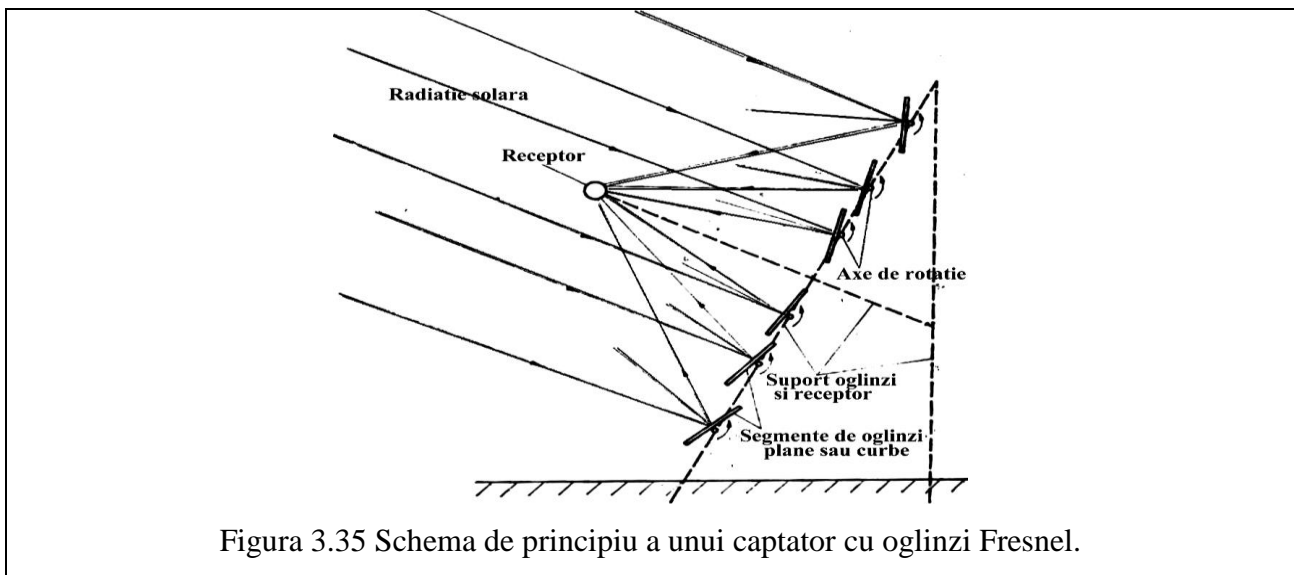 Radiatie solara
Receptor
Axe de rotatie
Suport oglinzi
si receptor
Segmente de oglinzi
plane sau curbe
Figura 3.35 Schema de principiu a unui captator cu oglinzi Fresnel.